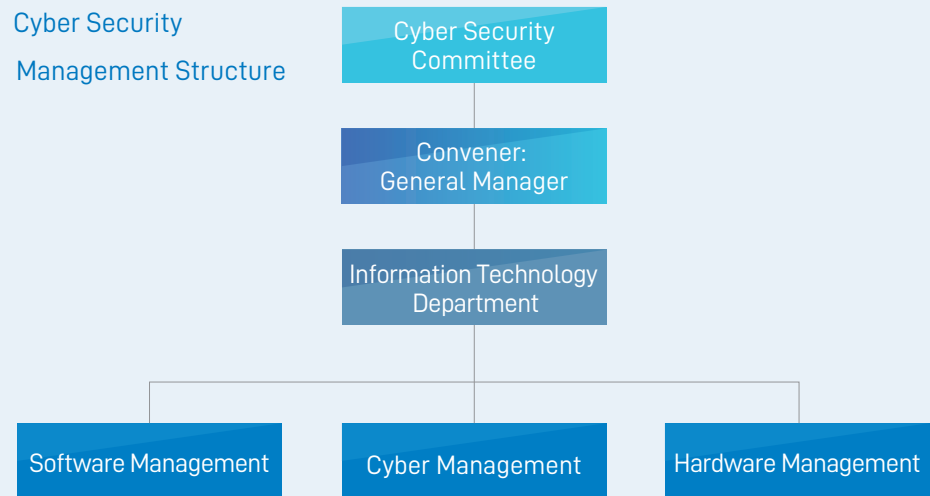 Cyber Security
Management Structure
Cyber Security
Committee
Convener:
General Manager
Information Technology
Department
Software Management
Cyber Management
Hardware Management